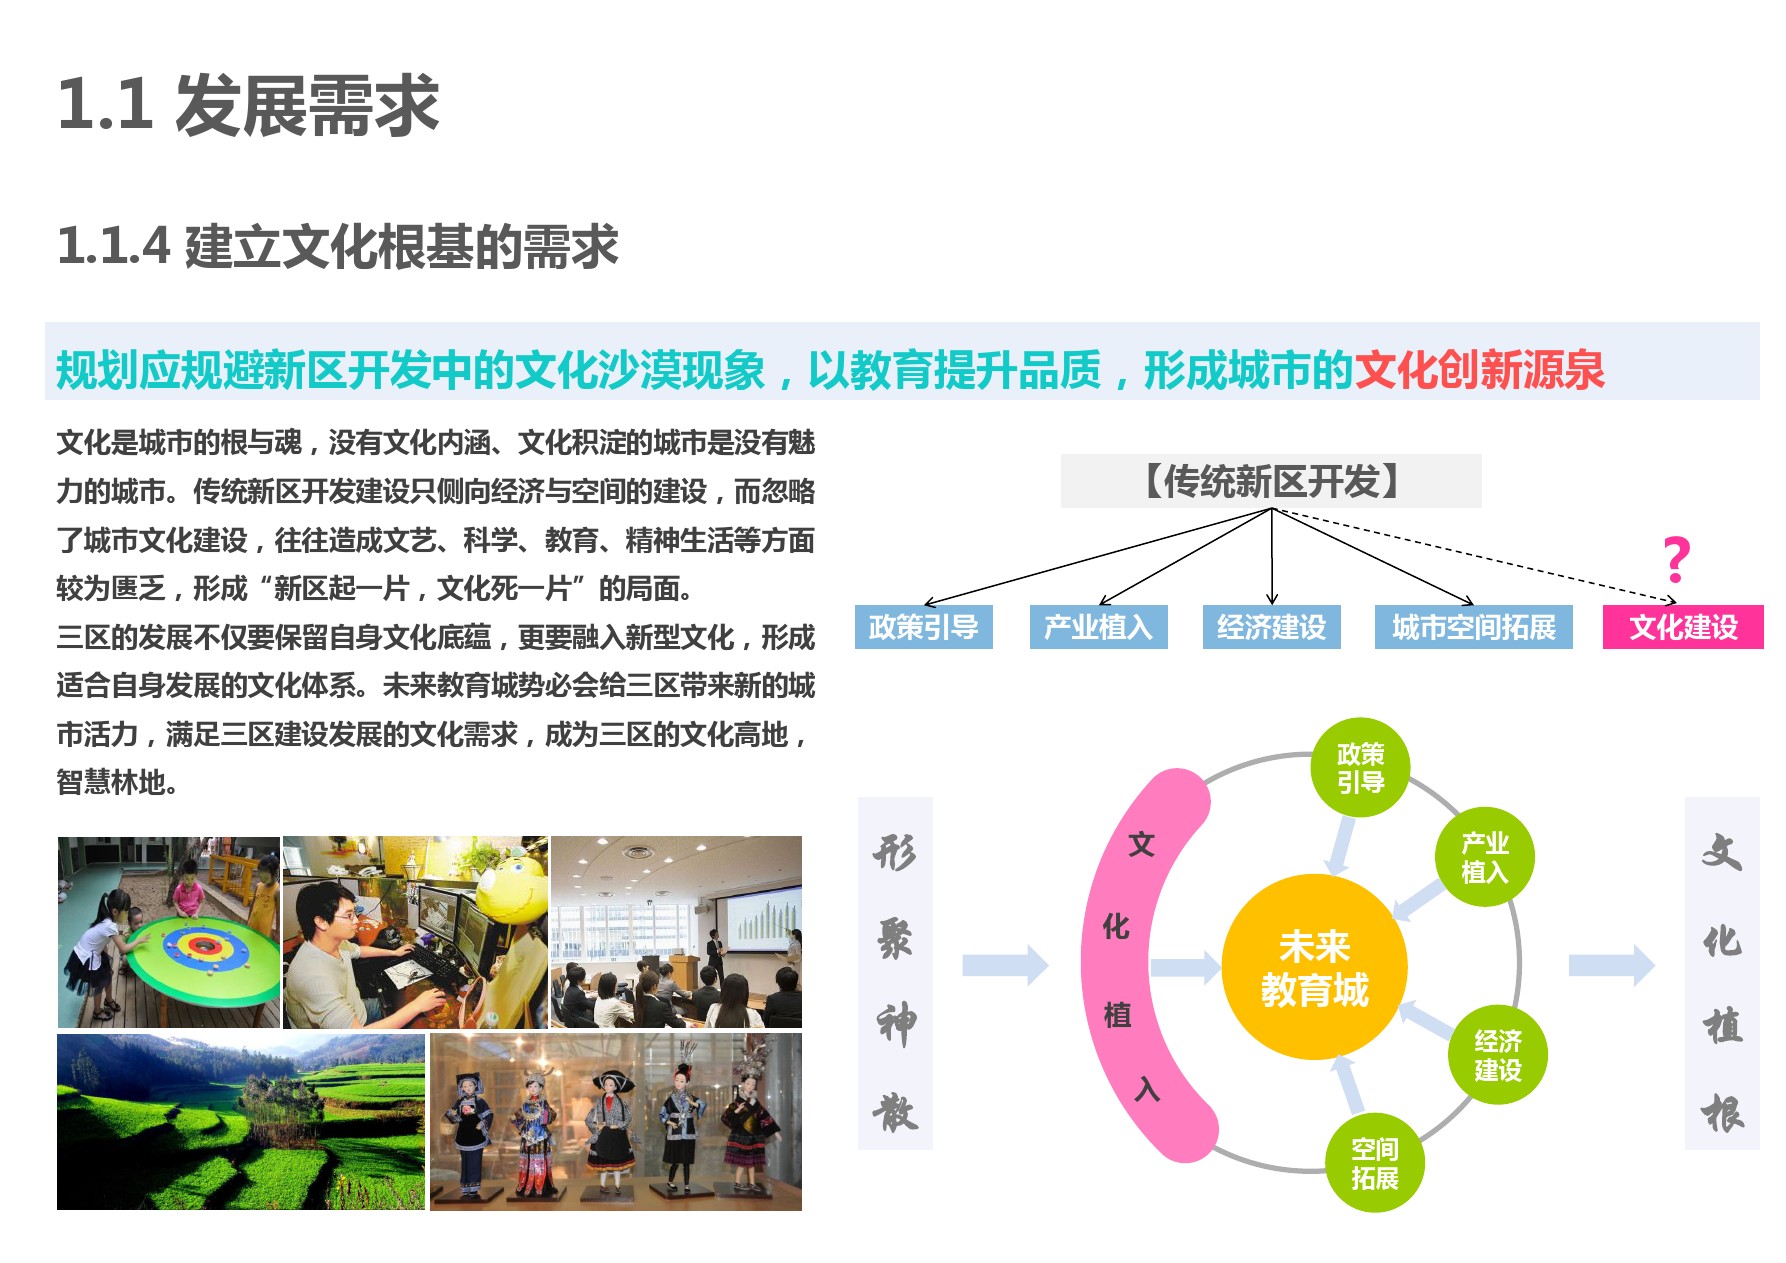 1.1 发展需求
1.1.4 建立文化根基的需求
规划应规避新区开发中的文化沙漠现象，以教育提升品质，形成城市的文化创新源泉
文化是城市的根与魂，没有文化内涵、文化积淀的城市是没有魅
力的城市。传统新区开发建设只侧向经济与空间的建设，而忽略
了城市文化建设，往往造成文艺、科学、教育、精神生活等方面
较为匮乏，形成“新区起一片，文化死一片”的局面。
三区的发展不仅要保留自身文化底蕴，更要融入新型文化，形成
适合自身发展的文化体系。未来教育城势必会给三区带来新的城
市活力，满足三区建设发展的文化需求，成为三区的文化高地，
智慧林地。
【传统新区开发】
?
政策引导
产业植入
经济建设
城市空间拓展
文化建设
形聚神散
文化植入
未来
教育城
政策
引导
产业
植入
经济
建设
空间
拓展
文化植根